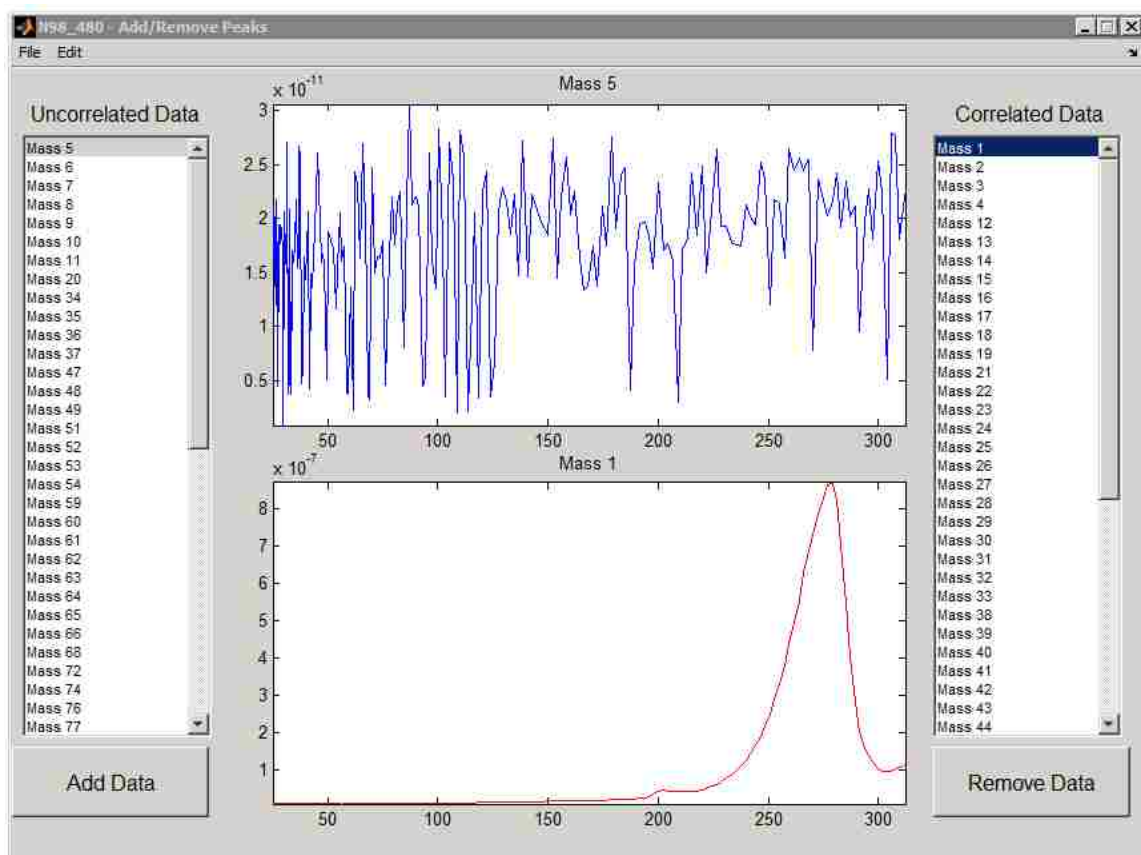 N98_480 - Add/Remove Peaks
File Edit
Uncorrelated Data
Mass 5
Mass 6
Mass 7
Mass 8
Mass 9
Mass 10
Mass 11
Mass 20
Mass 34
Mass 35
Mass 36
Mass 37
Mass 47
Mass 48
Mass 49
Mass 51
Mass 52
Mass 53
Mass 54
Mass 59
Mass 60
Mass 61
Mass 62
Mass 63
Mass 64
Mass 65
Mass 66
Mass 68
Mass 72
Mass 74
Mass 76
Mass 77
Add Data
x 10^-11
Mass 5
3
2.5
2
1.5
1
0.5
50 100 150 200 250 300
x 10^-7
Mass 1
8
7
6
5
4
3
2
1
50 100 150 200 250 300
Correlated Data
Mass 1
Mass 2
Mass 3
Mass 4
Mass 12
Mass 13
Mass 14
Mass 15
Mass 16
Mass 17
Mass 18
Mass 19
Mass 21
Mass 22
Mass 23
Mass 24
Mass 25
Mass 26
Mass 27
Mass 28
Mass 29
Mass 30
Mass 31
Mass 32
Mass 33
Mass 38
Mass 39
Mass 40
Mass 41
Mass 42
Mass 43
Mass 44
Remove Data